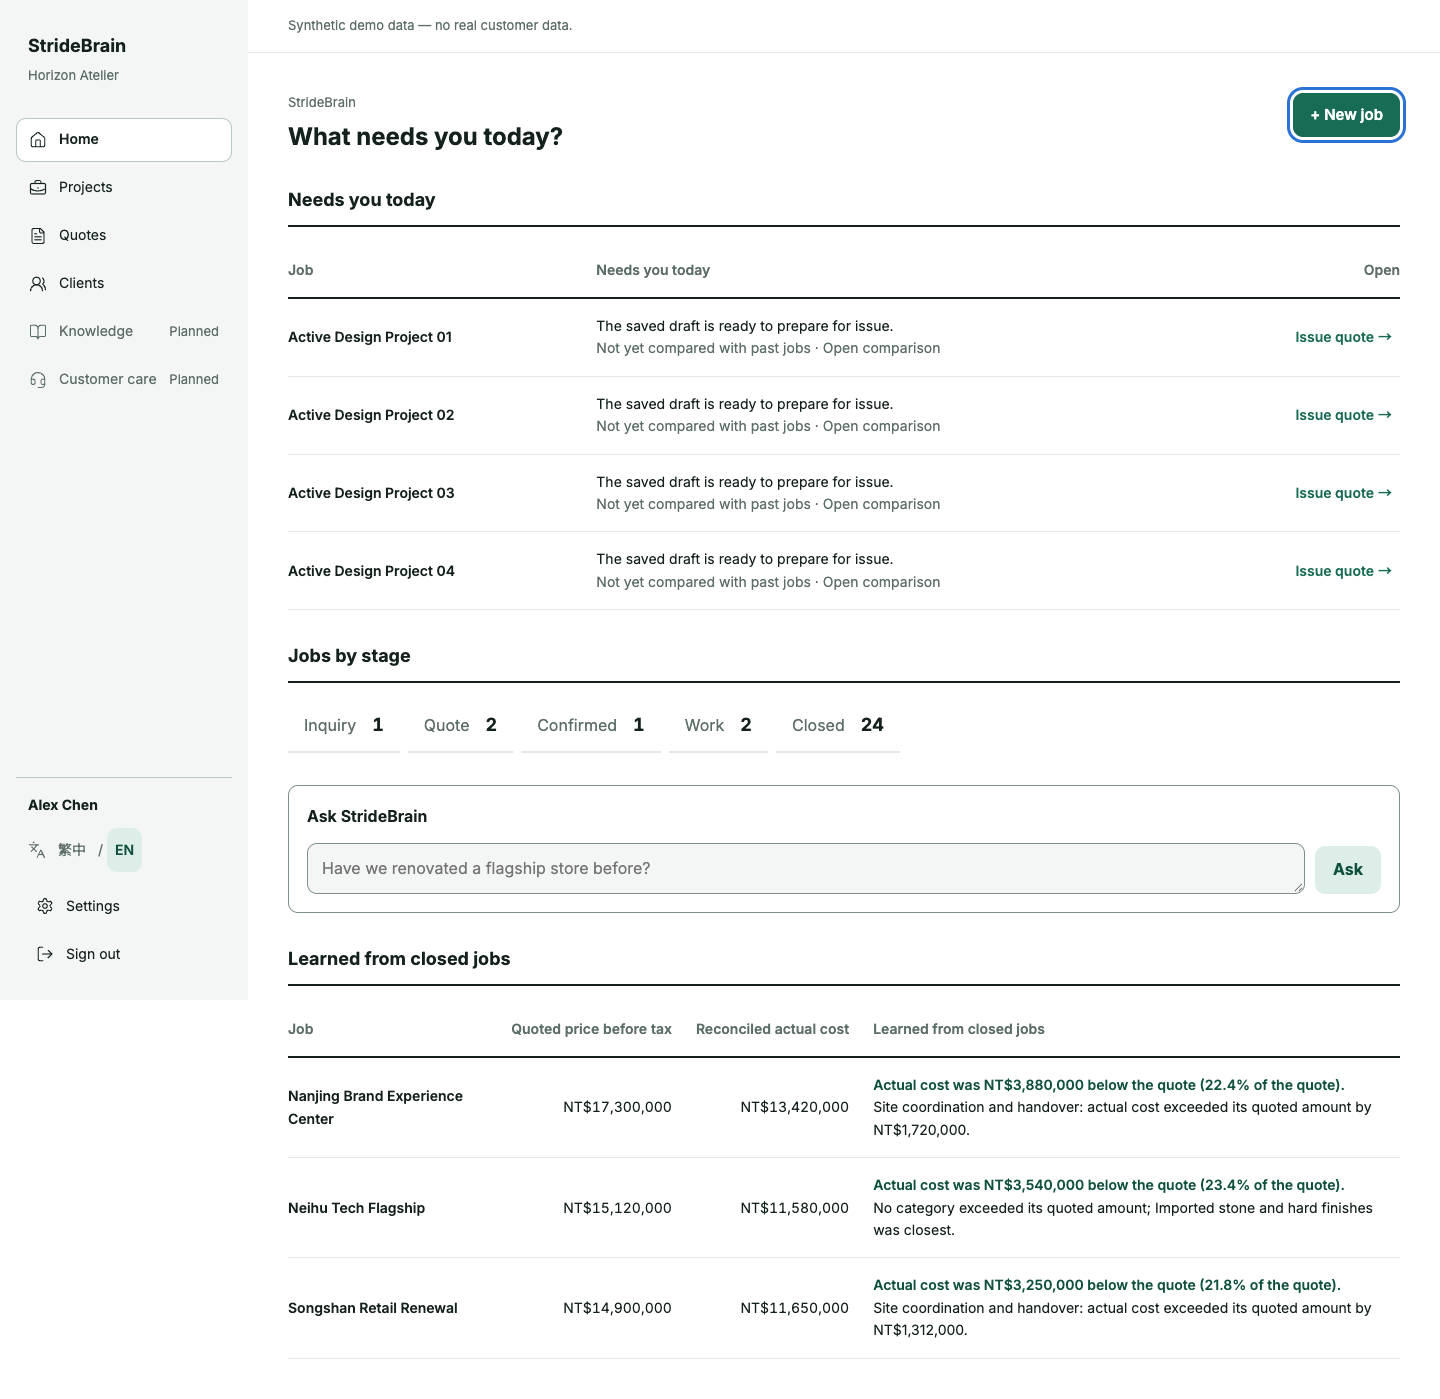 StrideBrain
Horizon Atelier
Home
Projects
Quotes
Clients
Knowledge Planned
Customer care Planned
Alex Chen
繁中 / EN
Settings
Sign out
Synthetic demo data — no real customer data.
StrideBrain
What needs you today?
+ New job
Needs you today
Job Needs you today Open
Active Design Project 01
The saved draft is ready to prepare for issue.
Not yet compared with past jobs · Open comparison
Issue quote →
Active Design Project 02
The saved draft is ready to prepare for issue.
Not yet compared with past jobs · Open comparison
Issue quote →
Active Design Project 03
The saved draft is ready to prepare for issue.
Not yet compared with past jobs · Open comparison
Issue quote →
Active Design Project 04
The saved draft is ready to prepare for issue.
Not yet compared with past jobs · Open comparison
Issue quote →
Jobs by stage
Inquiry 1 Quote 2 Confirmed 1 Work 2 Closed 24
Ask StrideBrain
Have we renovated a flagship store before?
Ask
Learned from closed jobs
Job Quoted price before tax Reconciled actual cost Learned from closed jobs
Nanjing Brand Experience
Center
NT$17,300,000 NT$13,420,000
Actual cost was NT$3,880,000 below the quote (22.4% of the quote).
Site coordination and handover: actual cost exceeded its quoted amount by
NT$1,720,000.
Neihu Tech Flagship
NT$15,120,000 NT$11,580,000
Actual cost was NT$3,540,000 below the quote (23.4% of the quote).
No category exceeded its quoted amount; Imported stone and hard finishes
was closest.
Songshan Retail Renewal
NT$14,900,000 NT$11,650,000
Actual cost was NT$3,250,000 below the quote (21.8% of the quote).
Site coordination and handover: actual cost exceeded its quoted amount by
NT$1,312,000.